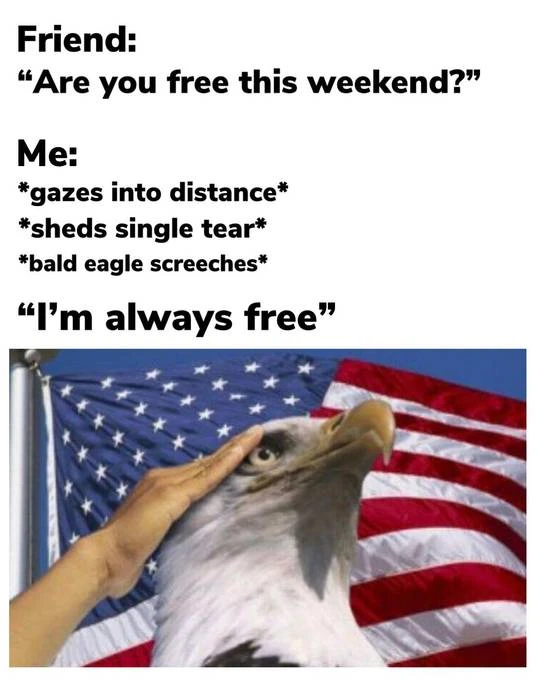 Friend:
“Are you free this weekend?”
Me:
*gazes into distance*
*sheds single tear*
*bald eagle screeches*
“I’m always free”